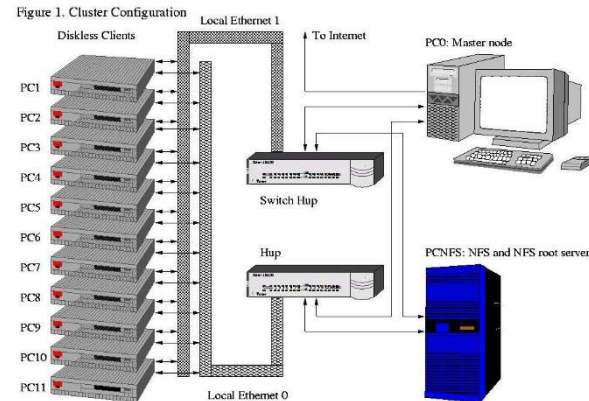 Figure 1. Cluster Configuration
Local Ethernet 1
Diskless Clients
To Internet
PC0: Master node
PC1
PC2
PC3
PC4
PC5
PC6
PC7
PC8
PC9
PC10
PC11
Switch Hup
Hup
PCNFS: NFS and NFS root server
Local Ethernet 0